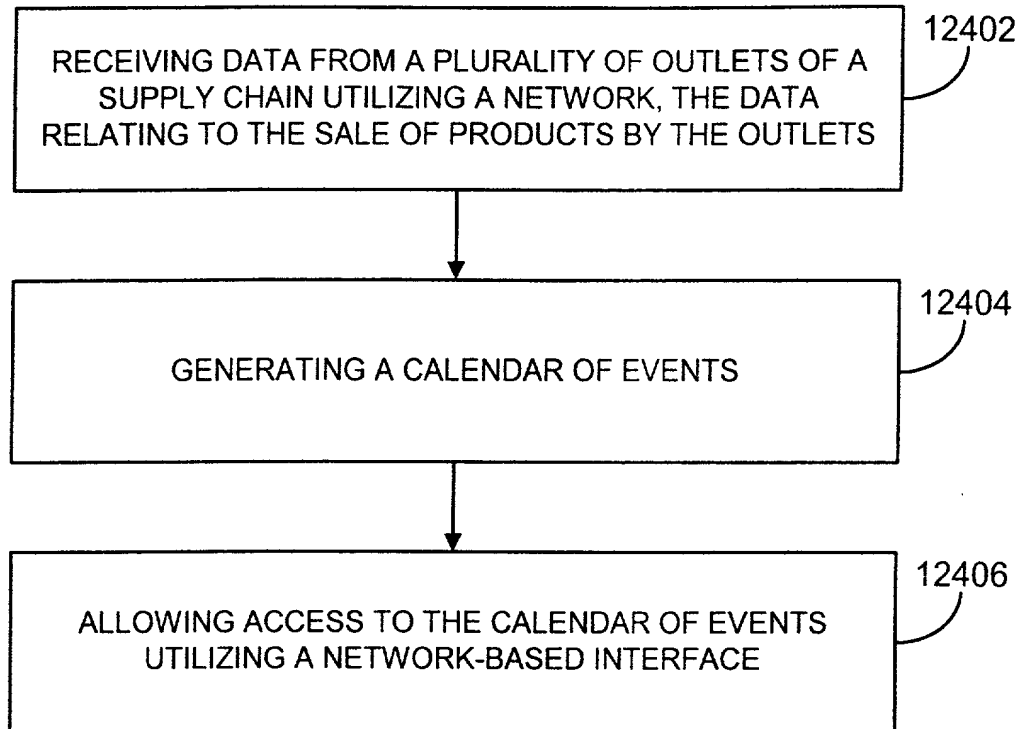 12402
RECEIVING DATA FROM A PLURALITY OF OUTLETS OF A
SUPPLY CHAIN UTILIZING A NETWORK, THE DATA
RELATING TO THE SALE OF PRODUCTS BY THE OUTLETS
12404
GENERATING A CALENDAR OF EVENTS
12406
ALLOWING ACCESS TO THE CALENDAR OF EVENTS
UTILIZING A NETWORK-BASED INTERFACE